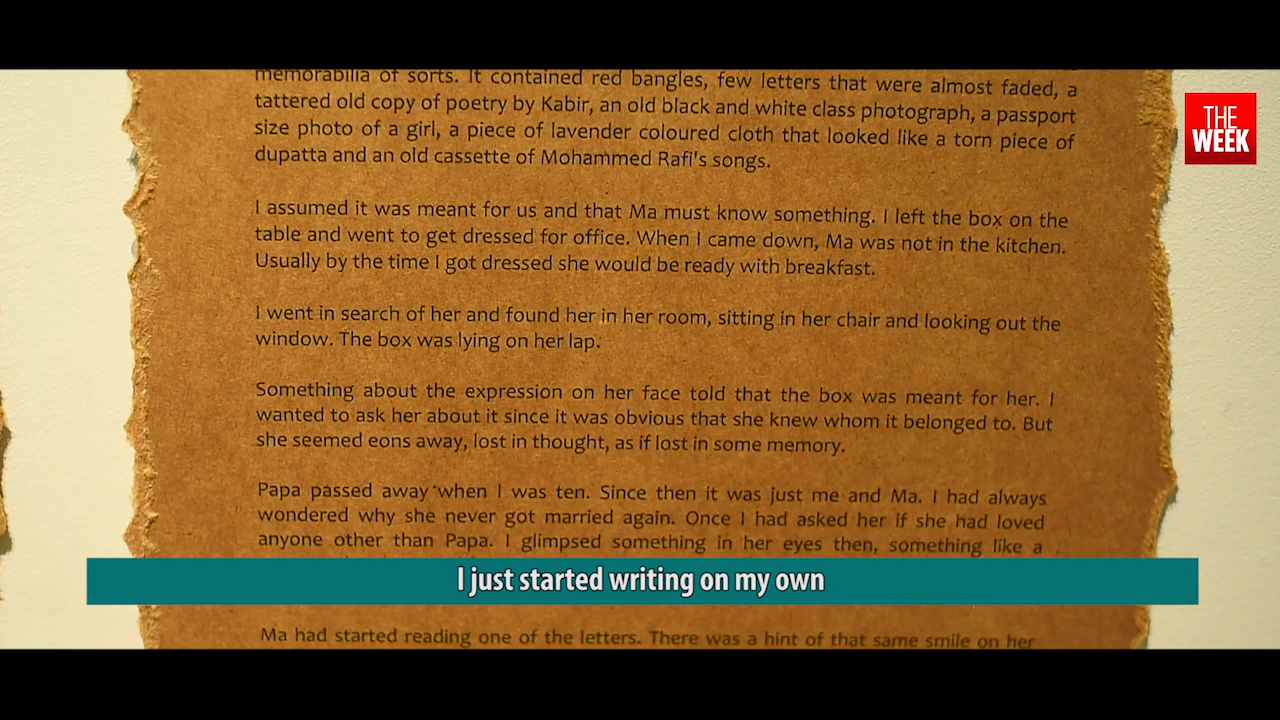 memorabilia of sorts. It contained red bangles, few letters that were almost faded, a
tattered old copy of poetry by Kabir, an old black and white class photograph, a passport
size photo of a girl, a piece of lavender coloured cloth that looked like a torn piece of
dupatta and an old cassette of Mohammed Rafi's songs.
THE
WEEK
I assumed it was meant for us and that Ma must know something. I left the box on the
table and went to get dressed for office. When I came down, Ma was not in the kitchen.
Usually by the time I got dressed she would be ready with breakfast.
I went in search of her and found her in her room, sitting in her chair and looking out the
window. The box was lying on her lap.
Something about the expression on her face told that the box was meant for her. I
wanted to ask her about it since it was obvious that she knew whom it belonged to. But
she seemed eons away, lost in thought, as if lost in some memory.
Papa passed away when I was ten. Since then it was just me and Ma. I had always
wondered why she never got married again. Once I had asked her if she had loved
anyone other than Papa. I glimpsed something in her eyes then, something like a
I just started writing on my own
Ma had started reading one of the letters. There was a hint of that same smile on her